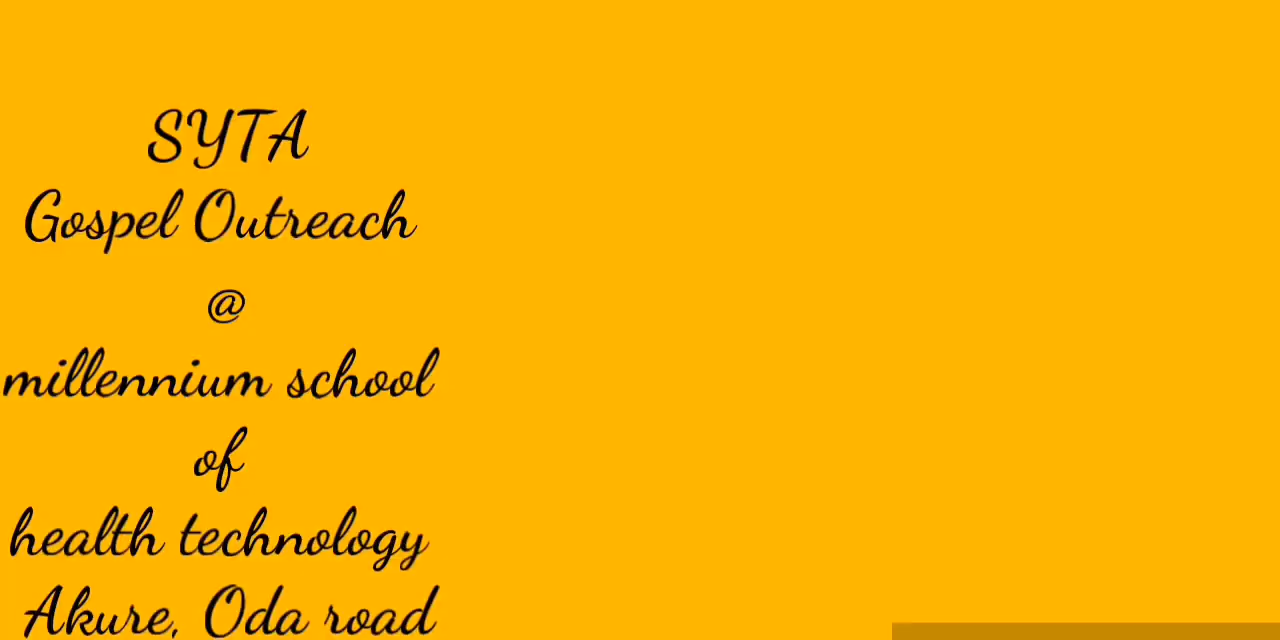 SYTA
Gospel Outreach
@
millennium school
of
health technology
Akure, Oda road